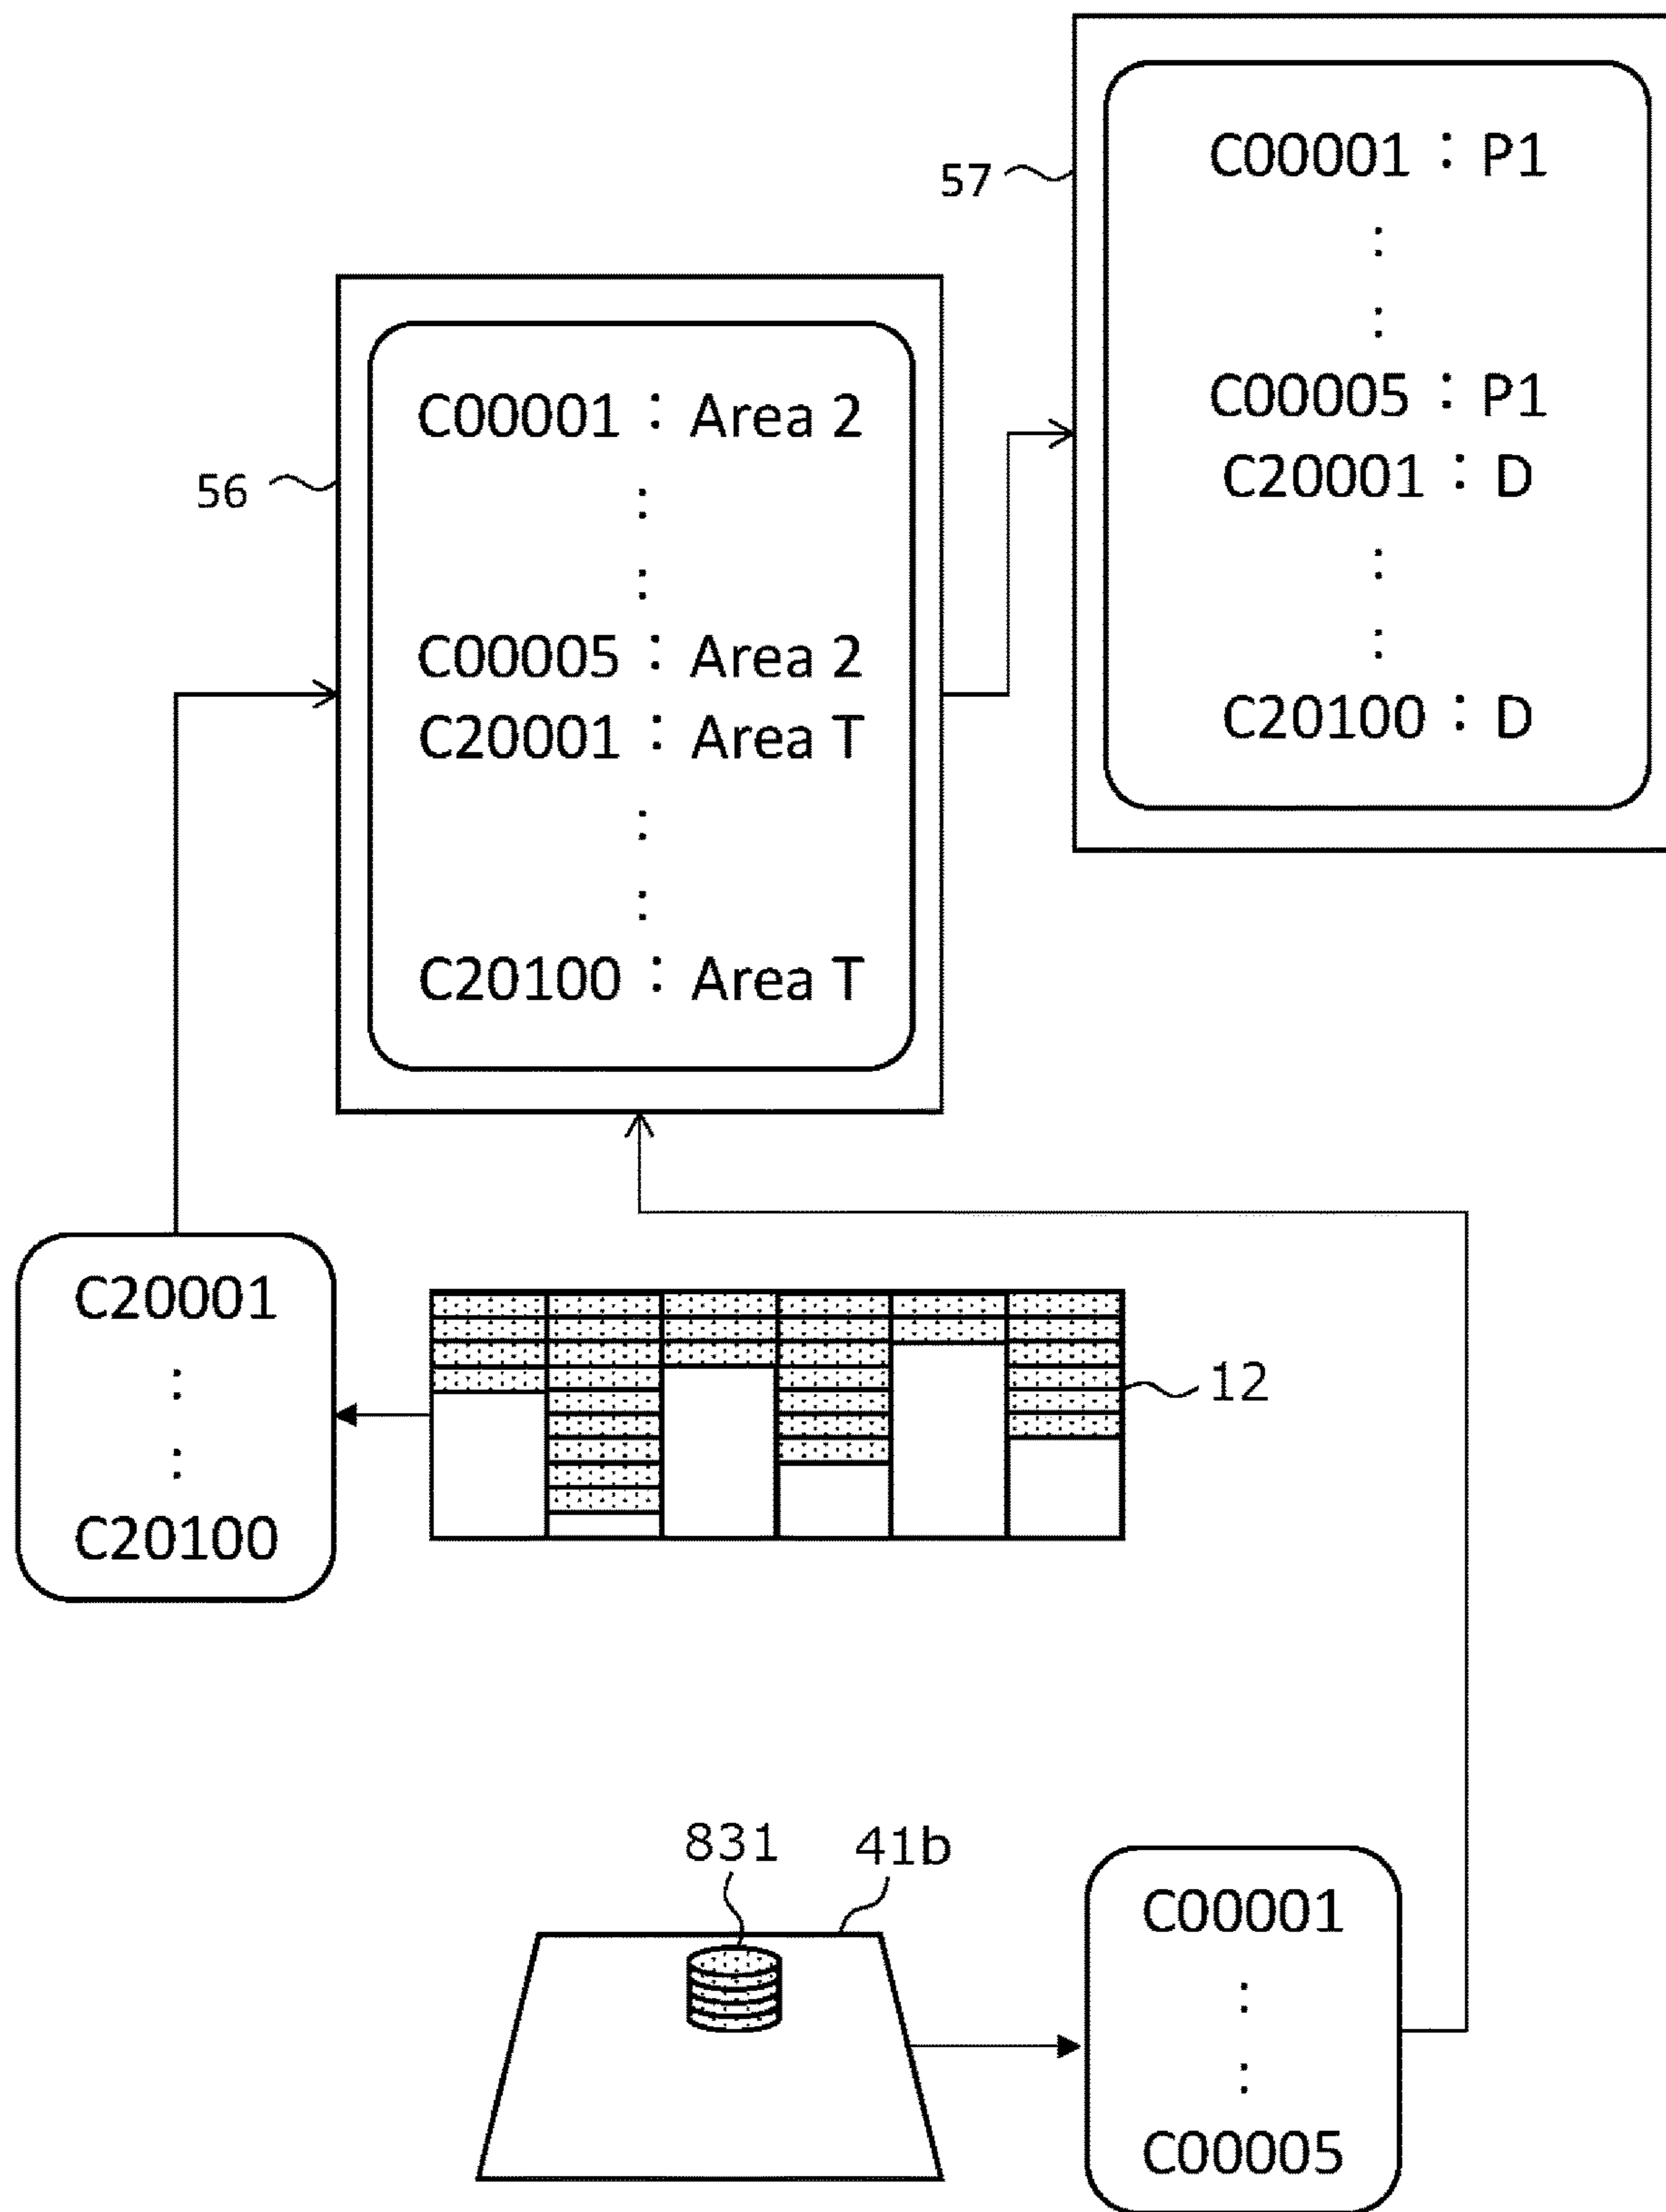 57
C00001 : P1
:
:
C00005 : P1
C20001 : D
:
:
C20100 : D
56
C00001 : Area 2
:
:
C00005 : Area 2
C20001 : Area T
:
:
C20100 : Area T
C20001
:
:
C20100
12
831
41b
C00001
:
:
C00005